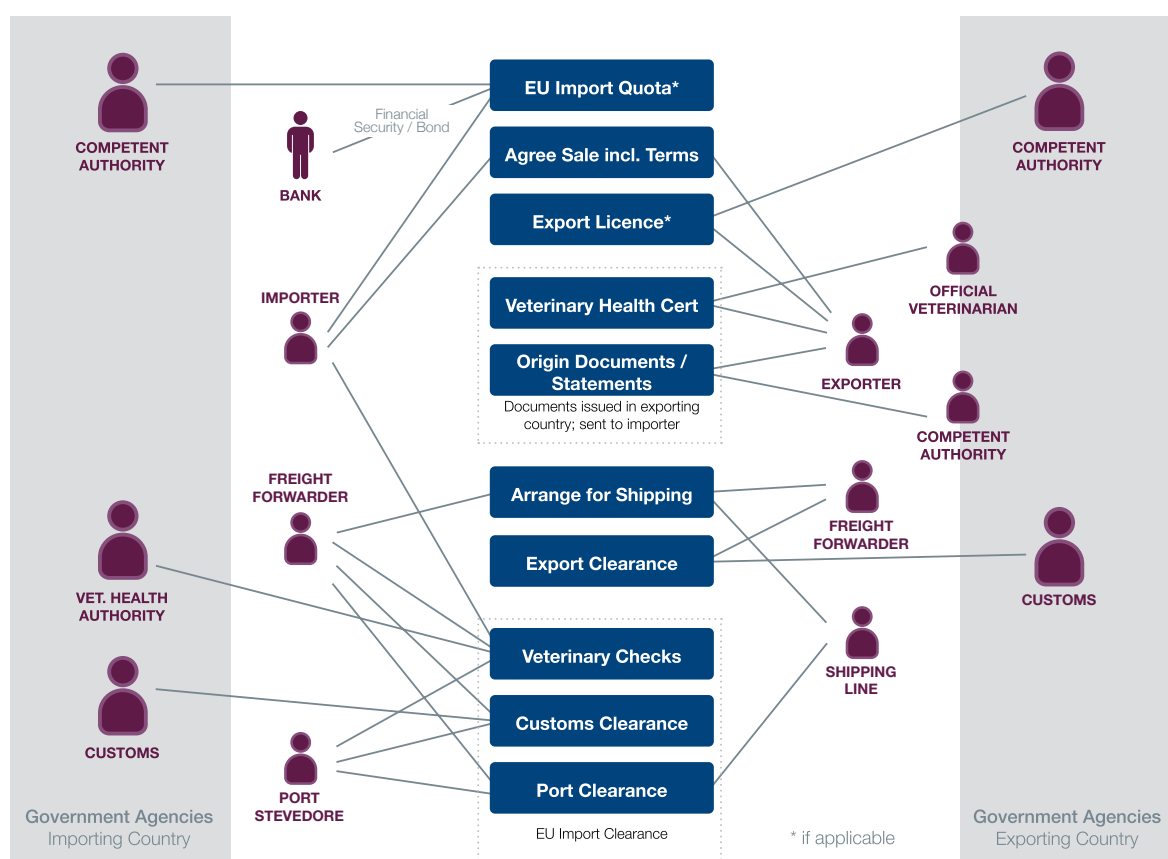 EU Import Quota*
Financial
Security / Bond
COMPETENT
AUTHORITY
BANK
COMPETENT
AUTHORITY
Agree Sale incl. Terms
Export Licence*
IMPORTER
Veterinary Health Cert
OFFICIAL
VETERINARIAN
Origin Documents /
Statements
Documents issued in exporting
country; sent to importer
EXPORTER
COMPETENT
AUTHORITY
FREIGHT
FORWARDER
Arrange for Shipping
FREIGHT
FORWARDER
Export Clearance
VET. HEALTH
AUTHORITY
CUSTOMS
Veterinary Checks
SHIPPING
LINE
Customs Clearance
CUSTOMS
Port Clearance
PORT
STEVEDORE
EU Import Clearance
* if applicable
Government Agencies
Importing Country
Government Agencies
Exporting Country